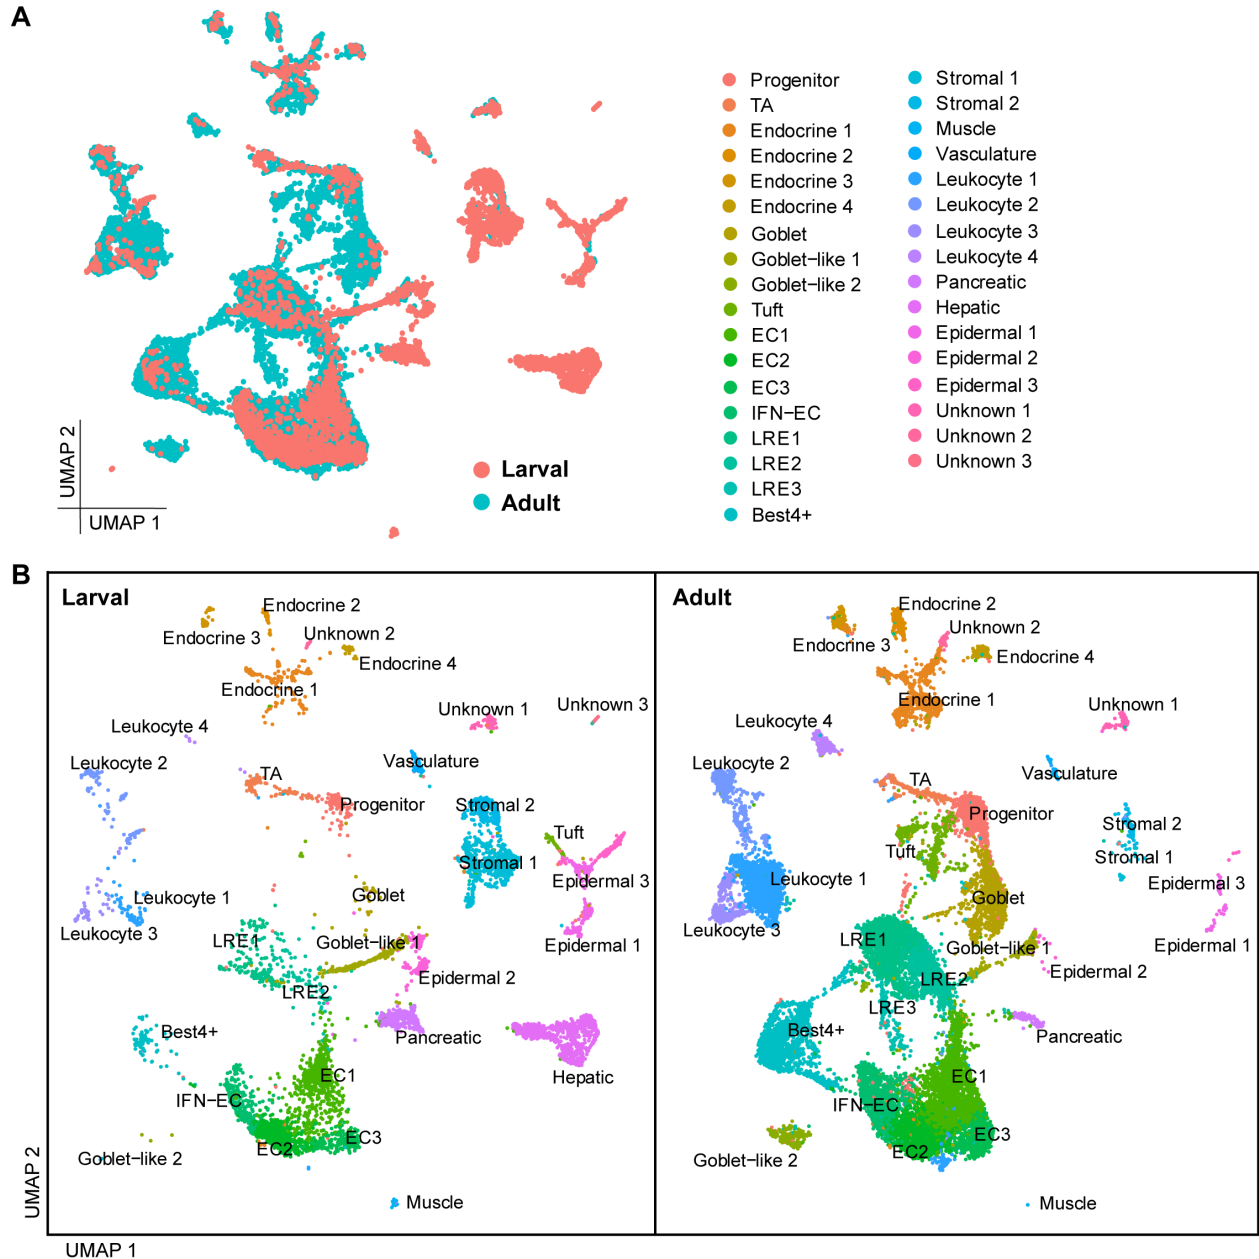 A
Progenitor
TA
Endocrine 1
Endocrine 2
Endocrine 3
Endocrine 4
Goblet
Goblet−like 1
Goblet−like 2
Tuft
EC1
EC2
EC3
IFN−EC
LRE1
LRE2
LRE3
Best4+
Stromal 1
Stromal 2
Muscle
Vasculature
Leukocyte 1
Leukocyte 2
Leukocyte 3
Leukocyte 4
Pancreatic
Hepatic
Epidermal 1
Epidermal 2
Epidermal 3
Unknown 1
Unknown 2
Unknown 3
Larval
Adult
UMAP 2
UMAP 1
B
Larval
Endocrine 2
Endocrine 3
Unknown 2
Endocrine 4
Endocrine 1
Unknown 1
Unknown 3
Leukocyte 4
Leukocyte 2
Vasculature
TA
Progenitor
Stromal 2
Tuft
Stromal 1
Epidermal 3
Leukocyte 1
Goblet
Leukocyte 3
LRE1
Goblet−like 1
Epidermal 1
Epidermal 2
LRE2
Best4+
Pancreatic
EC1
Hepatic
IFN−EC
EC3
EC2
Goblet−like 2
Muscle
Adult
Endocrine 2
Unknown 2
Endocrine 3
Endocrine 4
Endocrine 1
Unknown 1
Leukocyte 4
Leukocyte 2
Vasculature
TA
Progenitor
Stromal 2
Tuft
Stromal 1
Leukocyte 1
Epidermal 3
Goblet
Leukocyte 3
LRE1
Goblet−like 1
Epidermal 1
Epidermal 2
LRE2
LRE3
Best4+
Pancreatic
EC1
IFN−EC
EC3
EC2
Goblet−like 2
Muscle
UMAP 2
UMAP 1